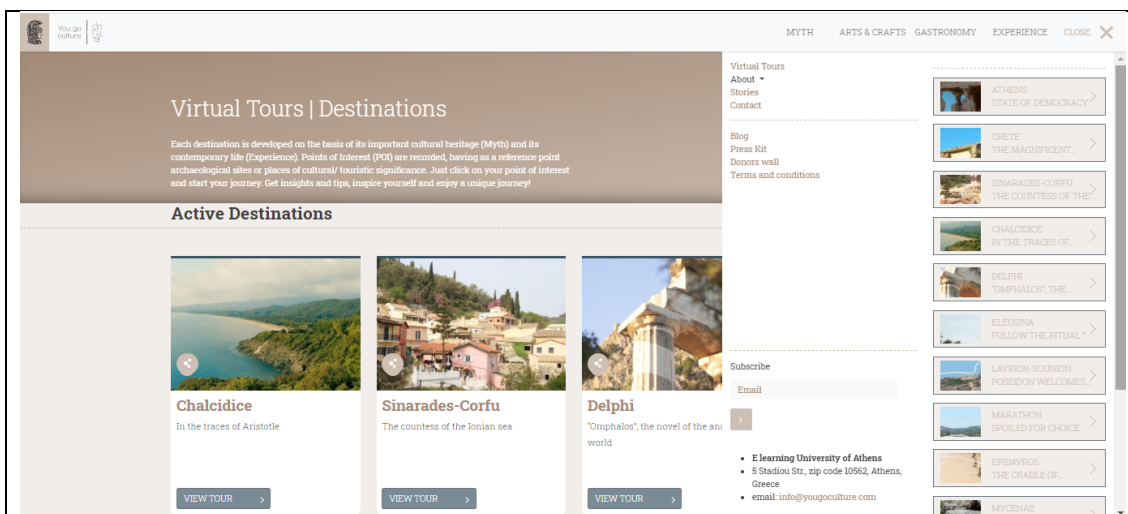 You go
culture
MYTH
ARTS & CRAFTS
GASTRONOMY
EXPERIENCE
CLOSE
Virtual Tours | Destinations
Each destination is developed on the basis of its important cultural heritage (Myth) and its
contemporary life (Experience). Points of Interest (POI) are recorded, having as a reference point
archaeological sites or places of cultural/ touristic significance. Just click on your point of interest
and start your journey. Get insights and tips, inspire yourself and enjoy a unique journey!
Active Destinations
Chalcidice
In the traces of Aristotle
VIEW TOUR
Sinarades-Corfu
The countess of the Ionian sea
VIEW TOUR
Delphi
"Omphalos", the novel of the anc
world
VIEW TOUR
Virtual Tours
About
Stories
Contact
Blog
Press Kit
Donors wall
Terms and conditions
Subscribe
Email
E learning University of Athens
5 Stadiou Str., zip code 10562, Athens,
Greece
email: info@yougoculture.com
ATHENS
STATE OF DEMOCRACY
CRETE
THE MAGNIFICENT...
SINARADES-CORFU
THE COUNTESS OF THE...
CHALCIDICE
IN THE TRACES OF...
DELPHI
"OMPHALOS", THE...
ELEUSINA
FOLLOW THE RITUAL "...
LAVRION-SOUNION
POSEIDON WELCOMES...
MARATHON
SPOILED FOR CHOICE
EPIDAVROS
THE CRADLE OF...
MYCENAE